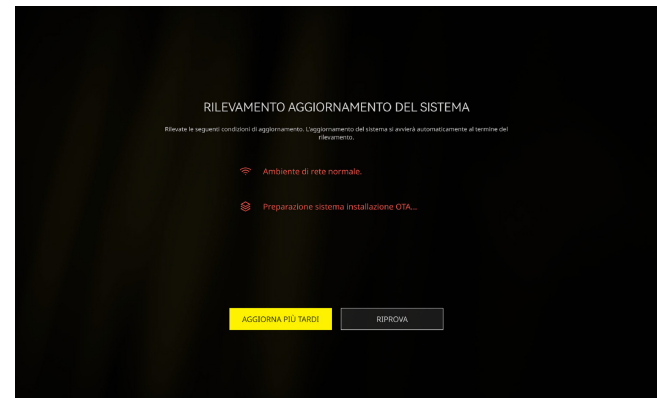 RILEVAMENTO AGGIORNAMENTO DEL SISTEMA
Rilevate le seguenti condizioni di aggiornamento. L'aggiornamento del sistema si avvierà automaticamente al termine del
rilevamento.
Ambiente di rete normale.
Preparazione sistema installazione OTA...
AGGIORNA PIÙ TARDI
RIPROVA